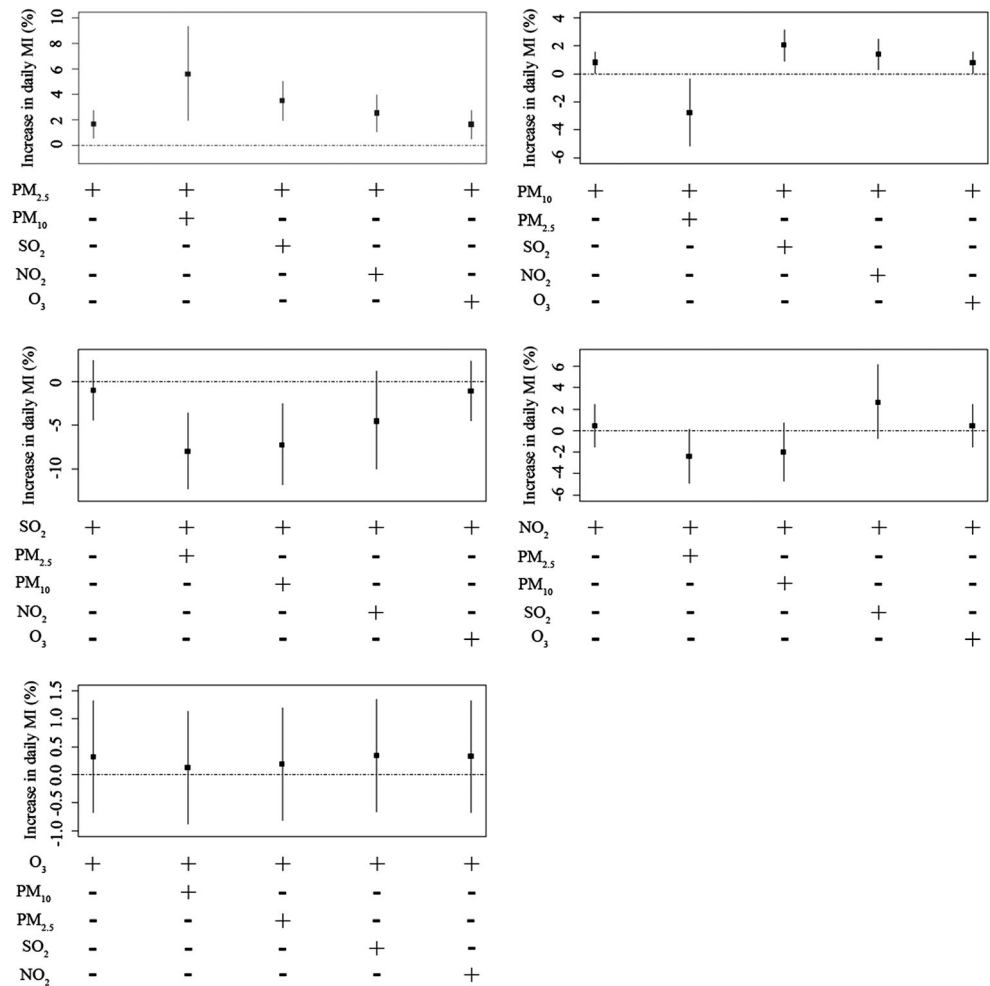 Increase in daily MI (%)
10
8
6
4
2
0
PM2.5 + + + + +
PM10 - + - - -
SO2 - - + - -
NO2 - - - + -
O3 - - - - +
Increase in daily MI (%)
4
2
0
-2
-4
-6
PM10 + + + + +
PM2.5 - + - - -
SO2 - - + - -
NO2 - - - + -
O3 - - - - +
Increase in daily MI (%)
0
-5
-10
SO2 + + + + +
PM2.5 - + - - -
PM10 - - + - -
NO2 - - - + -
O3 - - - - +
Increase in daily MI (%)
6
4
2
0
-2
-4
-6
NO2 + + + + +
PM2.5 - + - - -
PM10 - - + - -
SO2 - - - + -
O3 - - - - +
Increase in daily MI (%)
1.5
1.0
0.5
0.0
-0.5
-1.0
O3 + + + + +
PM10 - + - - -
PM2.5 - - + - -
SO2 - - - + -
NO2 - - - - +